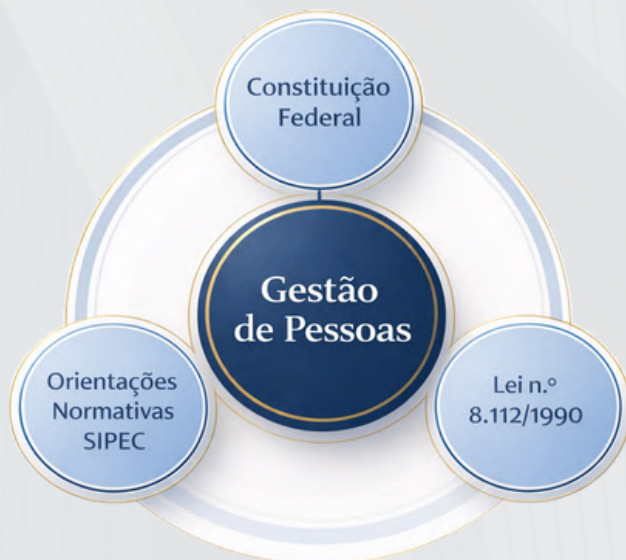 Constituição
Federal
Gestão
de Pessoas
Orientações
Normativas
SIPEC
Lei n.º
8.112/1990